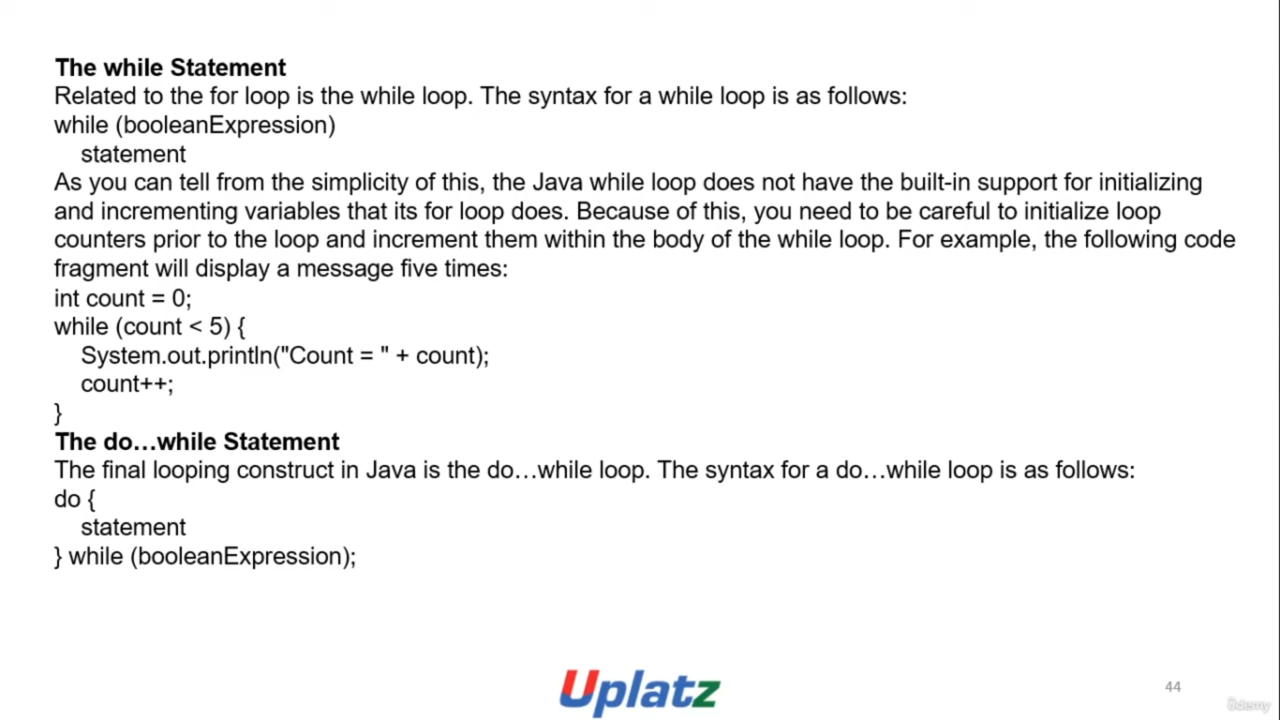 The while Statement
Related to the for loop is the while loop. The syntax for a while loop is as follows:
while (booleanExpression)
statement
As you can tell from the simplicity of this, the Java while loop does not have the built-in support for initializing
and incrementing variables that its for loop does. Because of this, you need to be careful to initialize loop
counters prior to the loop and increment them within the body of the while loop. For example, the following code
fragment will display a message five times:
int count = 0;
while (count < 5) {
System.out.println("Count = " + count);
count++;
}
The do…while Statement
The final looping construct in Java is the do…while loop. The syntax for a do…while loop is as follows:
do {
statement
} while (booleanExpression);
Uplatz
44
ûdemy